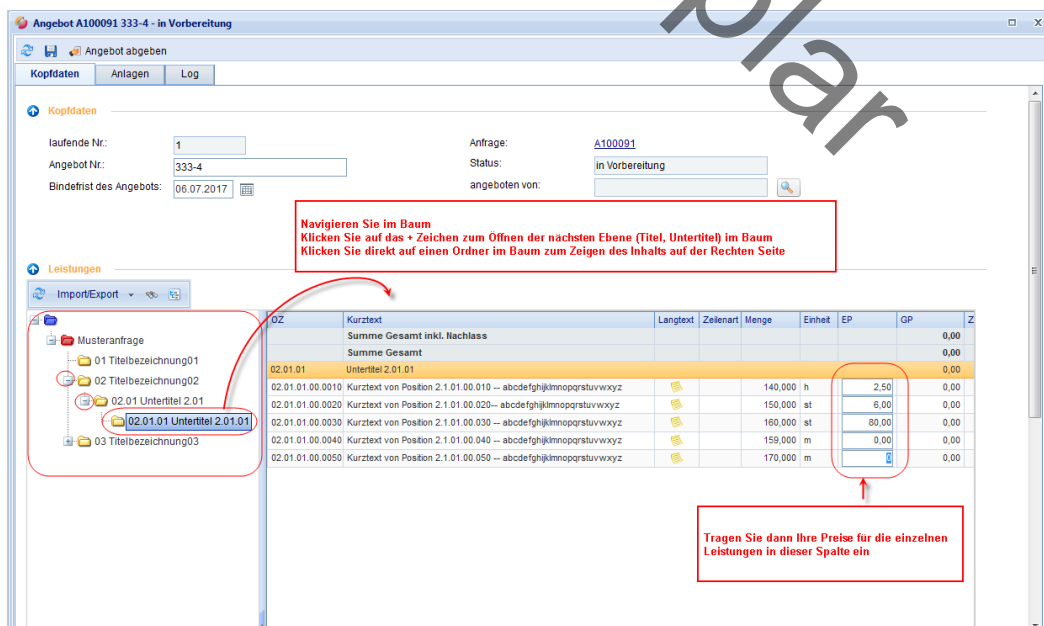 Angebot A100091 333-4 - in Vorbereitung
Angebot abgeben
Kopfdaten Anlagen Log
Kopfdaten
laufende Nr.: 1 Anfrage: A100091
Angebot Nr.: 333-4 Status: in Vorbereitung
Bindefrist des Angebots: 06.07.2017 angeboten von:
Navigieren Sie im Baum
Klicken Sie auf das + Zeichen zum Öffnen der nächsten Ebene (Titel, Untertitel) im Baum
Klicken Sie direkt auf einen Ordner im Baum zum Zeigen des Inhalts auf der Rechten Seite
Leistungen
Import/Export
Musteranfrage
01 Titelbezeichnung01
02 Titelbezeichnung02
02.01 Untertitel 2.01
02.01.01 Untertitel 2.01.01
03 Titelbezeichnung03
OZ Kurztext Langtext Zeilenart Menge Einheit EP GP Z
Summe Gesamt inkl. Nachlass 0,00
Summe Gesamt 0,00
02.01.01 Untertitel 2.01.01 0,00
02.01.01.00.0010 Kurztext von Position 2.1.01.00.010 -- abcdefghijklmnopqrstuvwxyz 140,000 h 2,50 0,00
02.01.01.00.0020 Kurztext von Position 2.1.01.00.020-- abcdefghijklmnopqrstuvwxyz 150,000 st 6,00 0,00
02.01.01.00.0030 Kurztext von Position 2.1.01.00.030 -- abcdefghijklmnopqrstuvwxyz 160,000 st 80,00 0,00
02.01.01.00.0040 Kurztext von Position 2.1.01.00.040 -- abcdefghijklmnopqrstuvwxyz 159,000 m 0,00 0,00
02.01.01.00.0050 Kurztext von Position 2.1.01.00.050 -- abcdefghijklmnopqrstuvwxyz 170,000 m 0 0,00
Tragen Sie dann Ihre Preise für die einzelnen
Leistungen in dieser Spalte ein
plar